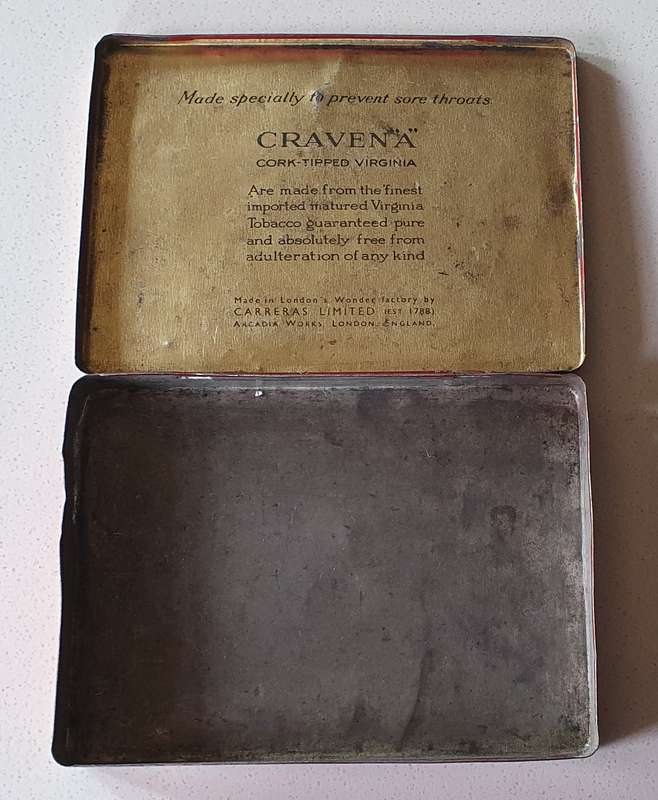 Made specially to prevent sore throats
CRAVEN "A"
CORK-TIPPED VIRGINIA
Are made from the finest
imported matured Virginia
Tobacco guaranteed pure
and absolutely free from
adulteration of any kind
Made in London's Wonder factory by
CARRERAS LIMITED (EST. 1788)
ARCADIA WORKS. LONDON. ENGLAND.